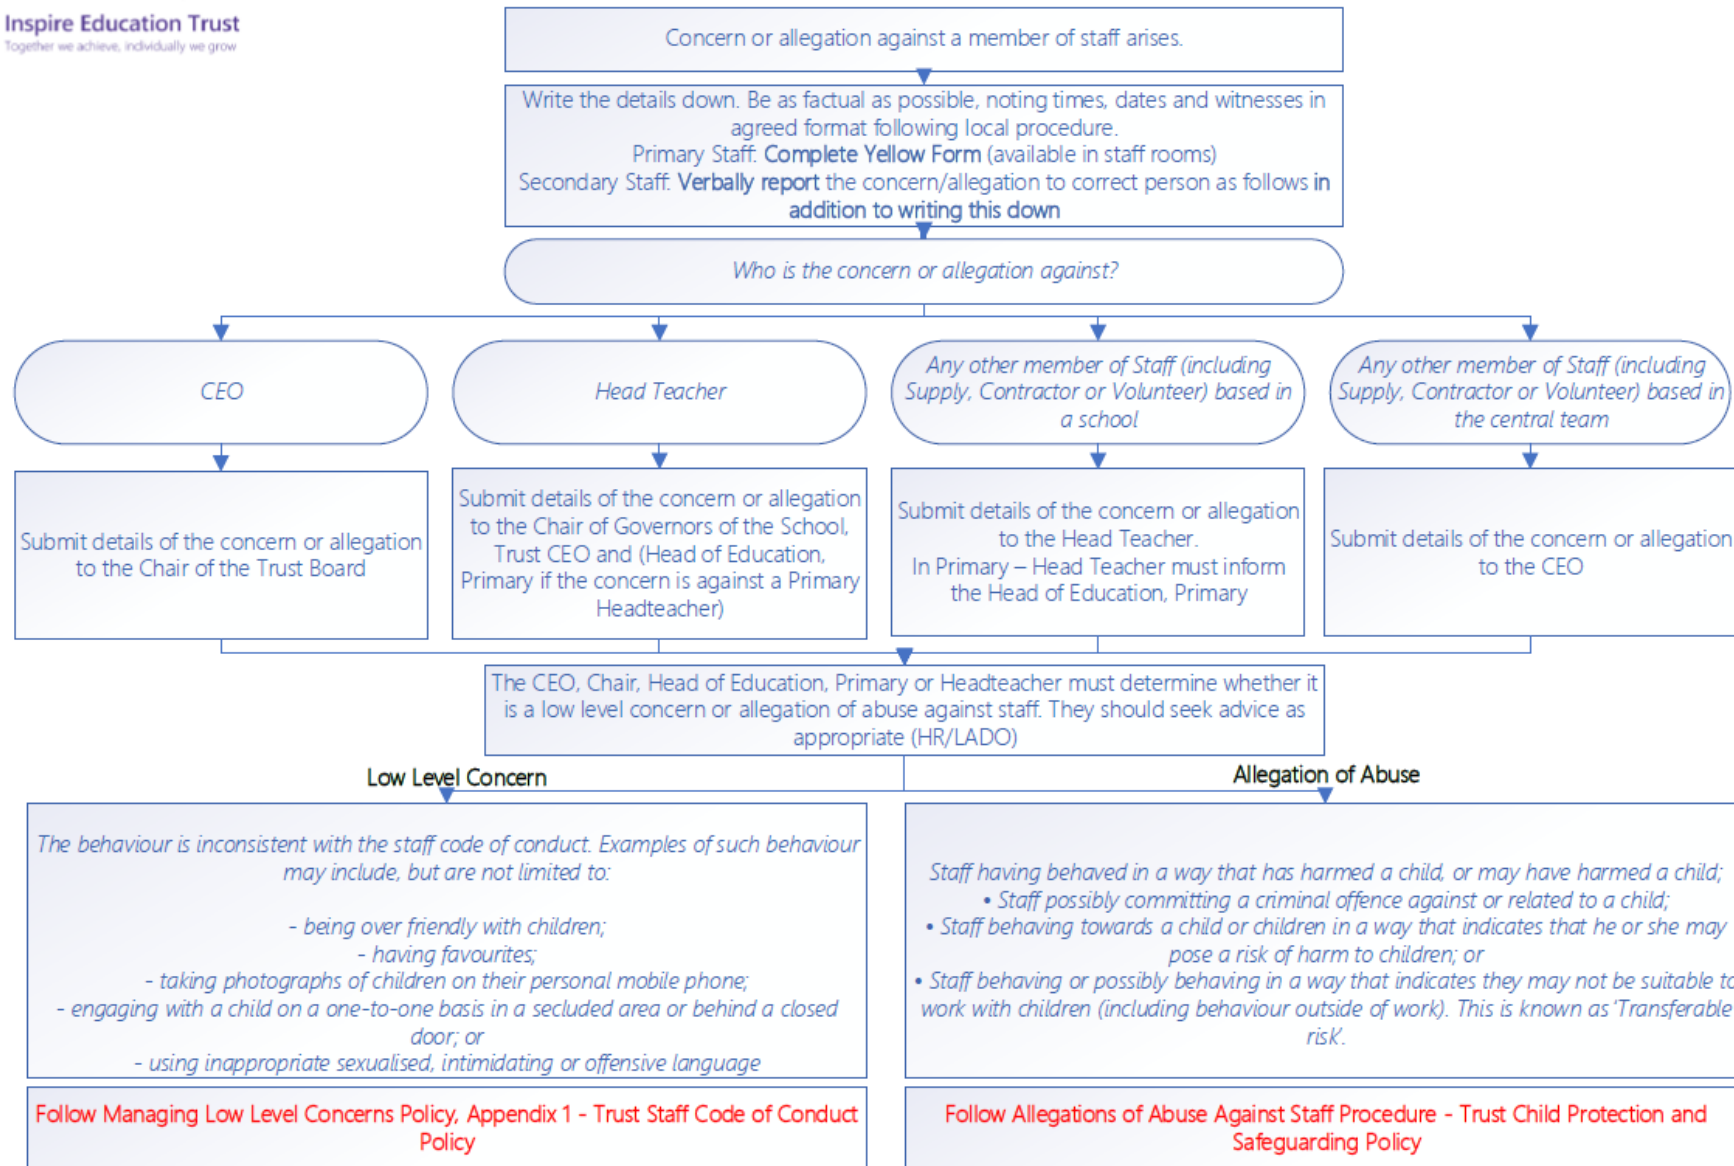 Inspire Education Trust
Together we achieve, individually we grow
Concern or allegation against a member of staff arises.
Write the details down. Be as factual as possible, noting times, dates and witnesses in
agreed format following local procedure.
Primary Staff: Complete Yellow Form (available in staff rooms)
Secondary Staff: Verbally report the concern/allegation to correct person as follows in
addition to writing this down
Who is the concern or allegation against?
CEO
Head Teacher
Any other member of Staff (including
Supply, Contractor or Volunteer) based in
a school
Any other member of Staff (including
Supply, Contractor or Volunteer) based in
the central team
Submit details of the concern or allegation
to the Chair of the Trust Board
Submit details of the concern or allegation
to the Chair of Governors of the School,
Trust CEO and (Head of Education,
Primary if the concern is against a Primary
Headteacher)
Submit details of the concern or allegation
to the Head Teacher.
In Primary – Head Teacher must inform
the Head of Education, Primary
Submit details of the concern or allegation
to the CEO
The CEO, Chair, Head of Education, Primary or Headteacher must determine whether it
is a low level concern or allegation of abuse against staff. They should seek advice as
appropriate (HR/LADO)
Low Level Concern
The behaviour is inconsistent with the staff code of conduct. Examples of such behaviour
may include, but are not limited to:
- being over friendly with children;
- having favourites;
- taking photographs of children on their personal mobile phone;
- engaging with a child on a one-to-one basis in a secluded area or behind a closed
door; or
- using inappropriate sexualised, intimidating or offensive language
Follow Managing Low Level Concerns Policy, Appendix 1 - Trust Staff Code of Conduct
Policy
Allegation of Abuse
Staff having behaved in a way that has harmed a child, or may have harmed a child;
• Staff possibly committing a criminal offence against or related to a child;
• Staff behaving towards a child or children in a way that indicates that he or she may
pose a risk of harm to children; or
• Staff behaving or possibly behaving in a way that indicates they may not be suitable to
work with children (including behaviour outside of work). This is known as 'Transferable
risk'.
Follow Allegations of Abuse Against Staff Procedure - Trust Child Protection and
Safeguarding Policy